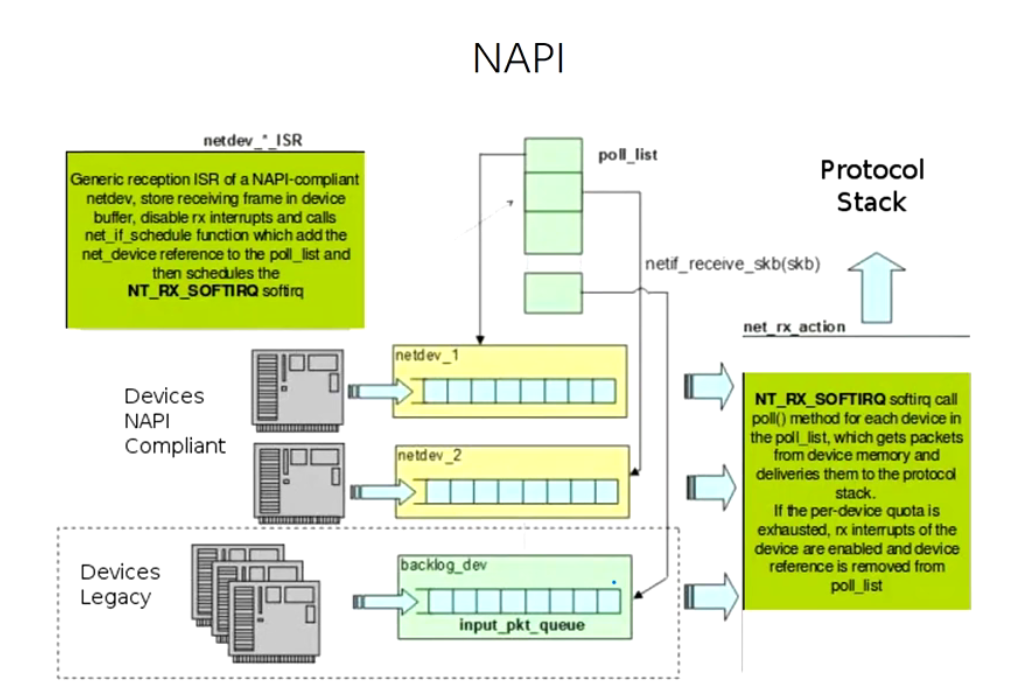 NAPI
netdev_*_ISR
Generic reception ISR of a NAPI-compliant
netdev, store receiving frame in device
buffer, disable rx interrupts and calls
net_if_schedule function which add the
net_device reference to the poll_list and
then schedules the
NT_RX_SOFTIRQ softirq
poll_list
Protocol
Stack
netif_receive_skb(skb)
net_rx_action
Devices
NAPI
Compliant
netdev_1
netdev_2
NT_RX_SOFTIRQ softirq call
poll() method for each device in
the poll_list, which gets packets
from device memory and
deliveries them to the protocol
stack.
If the per-device quota is
exhausted, rx interrupts of the
device are enabled and device
reference is removed from
poll_list
Devices
Legacy
backlog_dev
input_pkt_queue